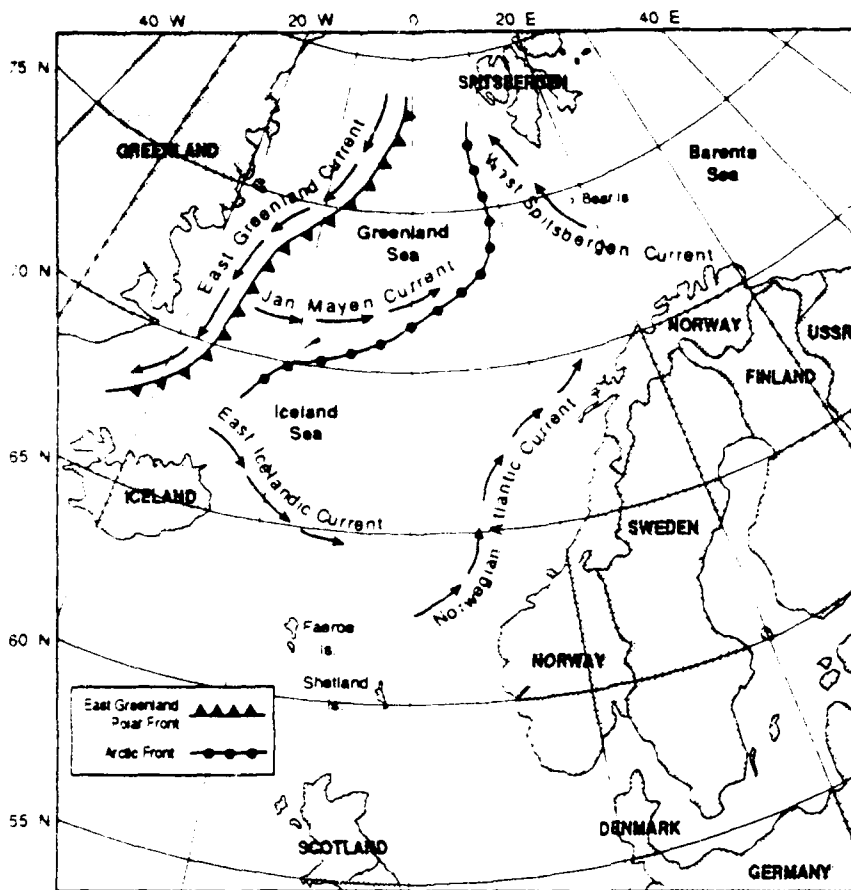 40 W 20 W 0 20 E 40 E
75 N
SPITSBERGEN
GREENLAND
Barents
Sea
East Greenland Current
West Spitsbergen Current
Bear Is
Greenland
Sea
70 N
Jan Mayen Current
NORWAY
USSR
FINLAND
Iceland
Sea
East Icelandic Current
Norwegian Atlantic Current
65 N
ICELAND
SWEDEN
60 N
Faeroe
Is.
NORWAY
Shetland
Is.
East Greenland
Polar Front
Arctic Front
55 N
SCOTLAND
DENMARK
GERMANY